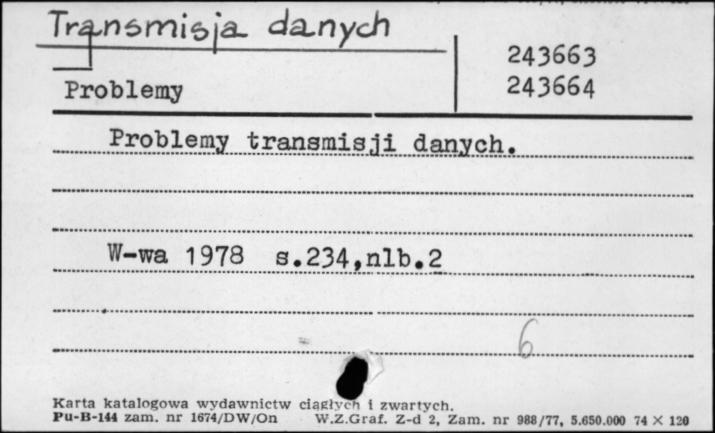 Transmisja danych
243663
Problemy
243664
Problemy transmisji danych.
W-wa 1978 s.234,nlb.2
6
Karta katalogowa wydawnictw ciągłych i zwartych.
Pu-B-144 zam. nr 1674/DW/On W.Z.Graf. Z-d 2, Zam. nr 988/77, 5.650.000 74 × 120